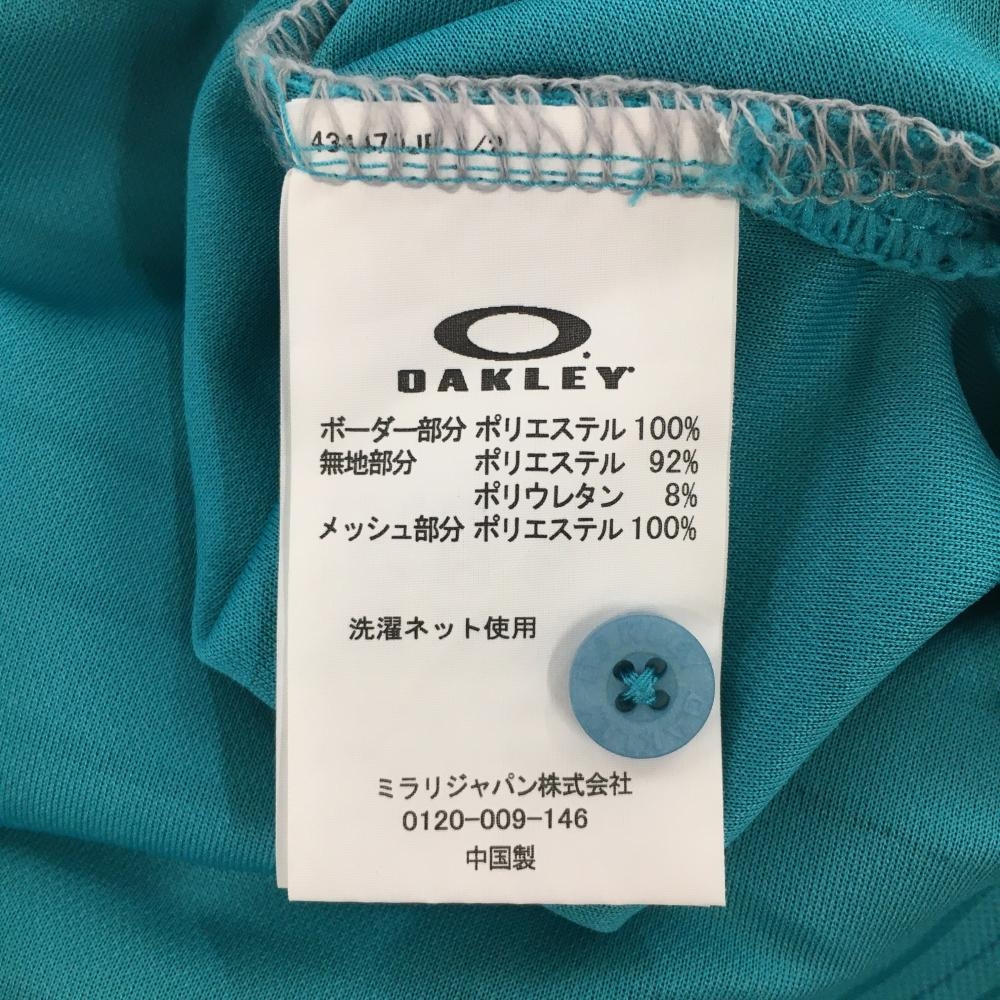 OAKLEY
ボーダー部分 ポリエステル 100%
無地部分 ポリエステル 92%
ポリウレタン 8%
メッシュ部分 ポリエステル 100%
洗濯ネット使用
ミラリジャパン株式会社
0120-009-146
中国製